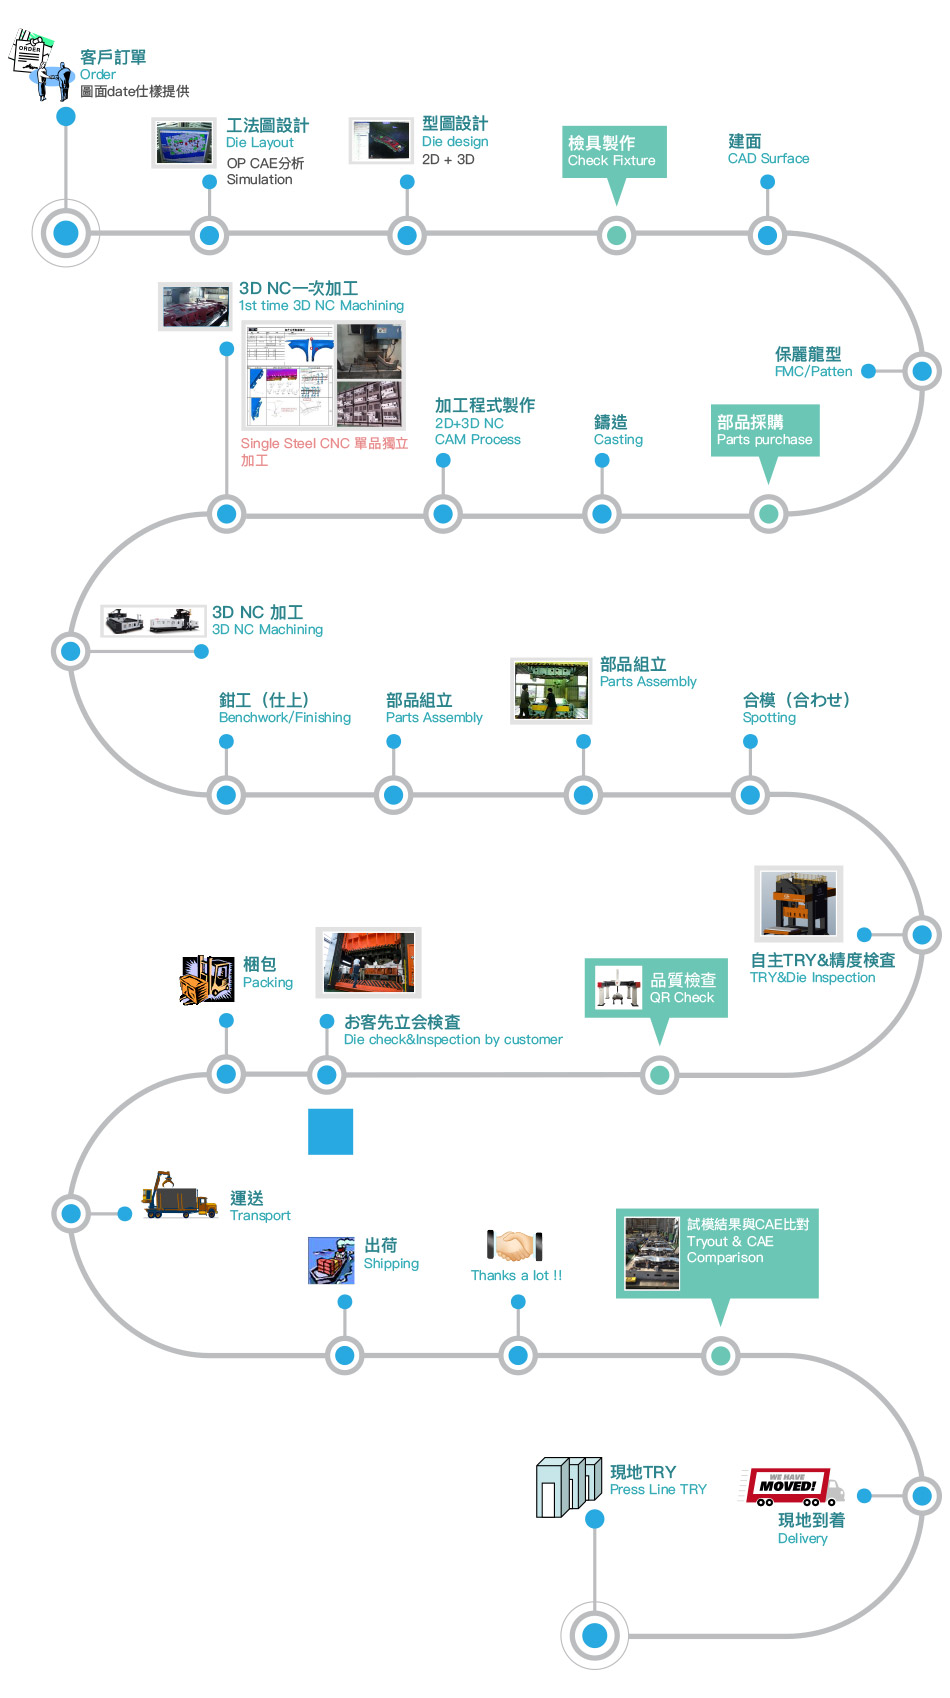 ORDER
客戶訂單
Order
圖面date仕樣提供
工法圖設計
Die Layout
OP CAE分析
Simulation
型圖設計
Die design
2D + 3D
檢具製作
Check Fixture
建面
CAD Surface
保麗龍型
FMC/Patten
3D NC一次加工
1st time 3D NC Machining
Single Steel CNC 單品獨立
加工
加工程式製作
2D+3D NC
CAM Process
鑄造
Casting
部品採購
Parts purchase
3D NC 加工
3D NC Machining
鉗工（仕上）
Benchwork/Finishing
部品組立
Parts Assembly
部品組立
Parts Assembly
合模（合わせ）
Spotting
自主TRY&精度検査
TRY&Die Inspection
品質檢查
QR Check
お客先立会検査
Die check&Inspection by customer
梱包
Packing
運送
Transport
出荷
Shipping
Thanks a lot !!
試模結果與CAE比對
Tryout & CAE
Comparison
WE HAVE
MOVED!
現地到着
Delivery
現地TRY
Press Line TRY